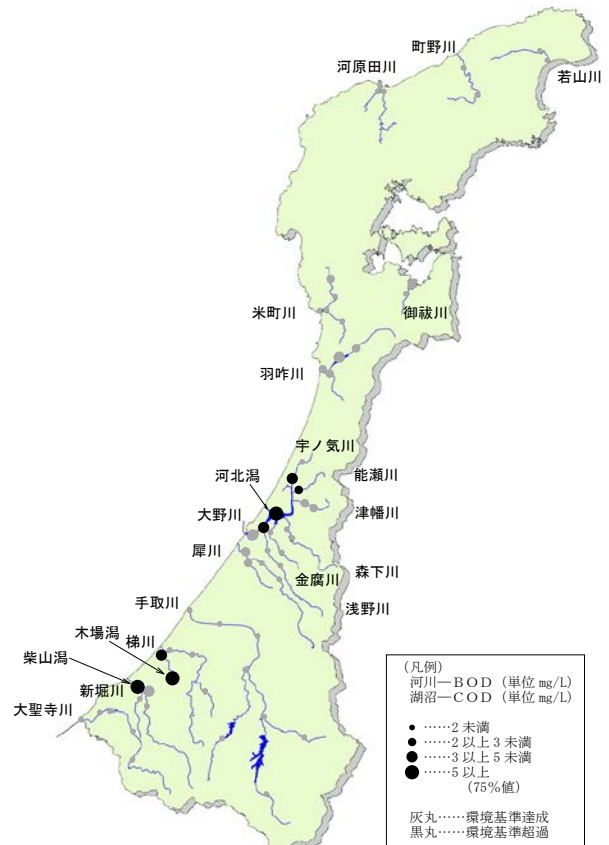 町野川
河原田川
若山川
米町川
御祓川
羽咋川
宇ノ気川
河北潟
能瀬川
大野川
津幡川
犀川
金腐川
森下川
手取川
浅野川
木場潟
梯川
柴山潟
新堀川
大聖寺川
(凡例)
河川―BOD (単位 mg/L)
湖沼―COD (単位 mg/L)
……2 未満
……2 以上 3 未満
……3 以上 5 未満
……5 以上
(75%値)
灰丸……環境基準達成
黒丸……環境基準超過